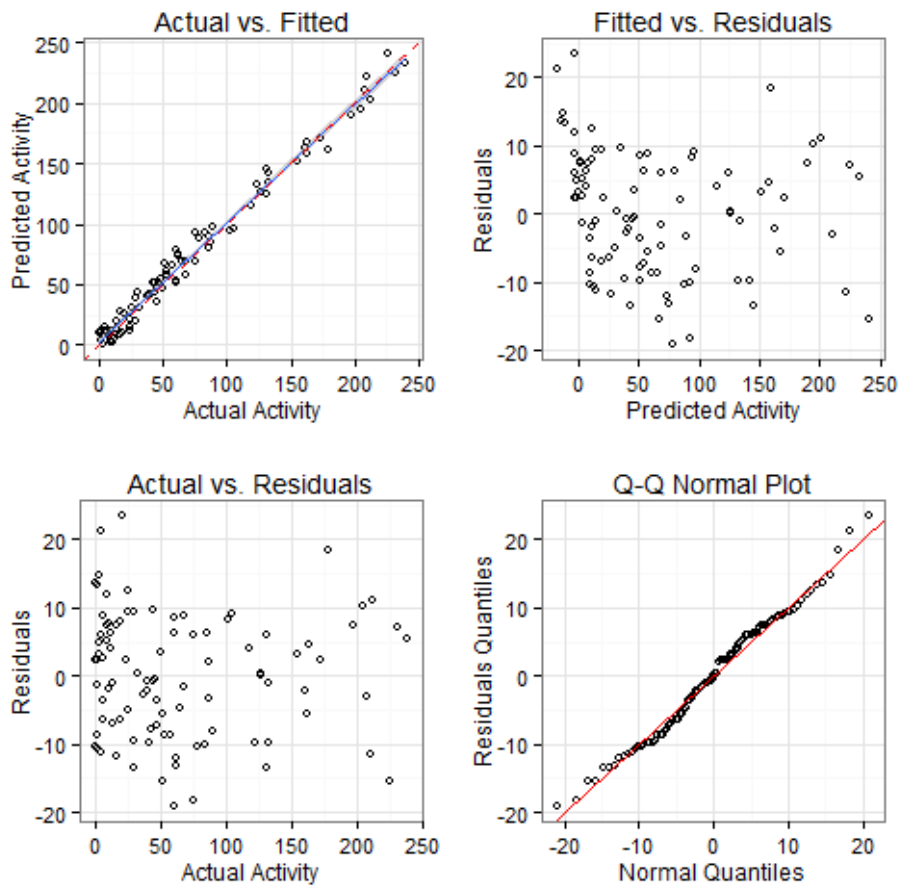 Actual vs. Fitted
Predicted Activity
250
200
150
100
50
0
0 50 100 150 200 250
Actual Activity
Fitted vs. Residuals
Residuals
20
10
0
-10
-20
0 50 100 150 200 250
Predicted Activity
Actual vs. Residuals
Residuals
20
10
0
-10
-20
0 50 100 150 200 250
Actual Activity
Q-Q Normal Plot
Residuals Quantiles
20
10
0
-10
-20
-20 -10 0 10 20
Normal Quantiles